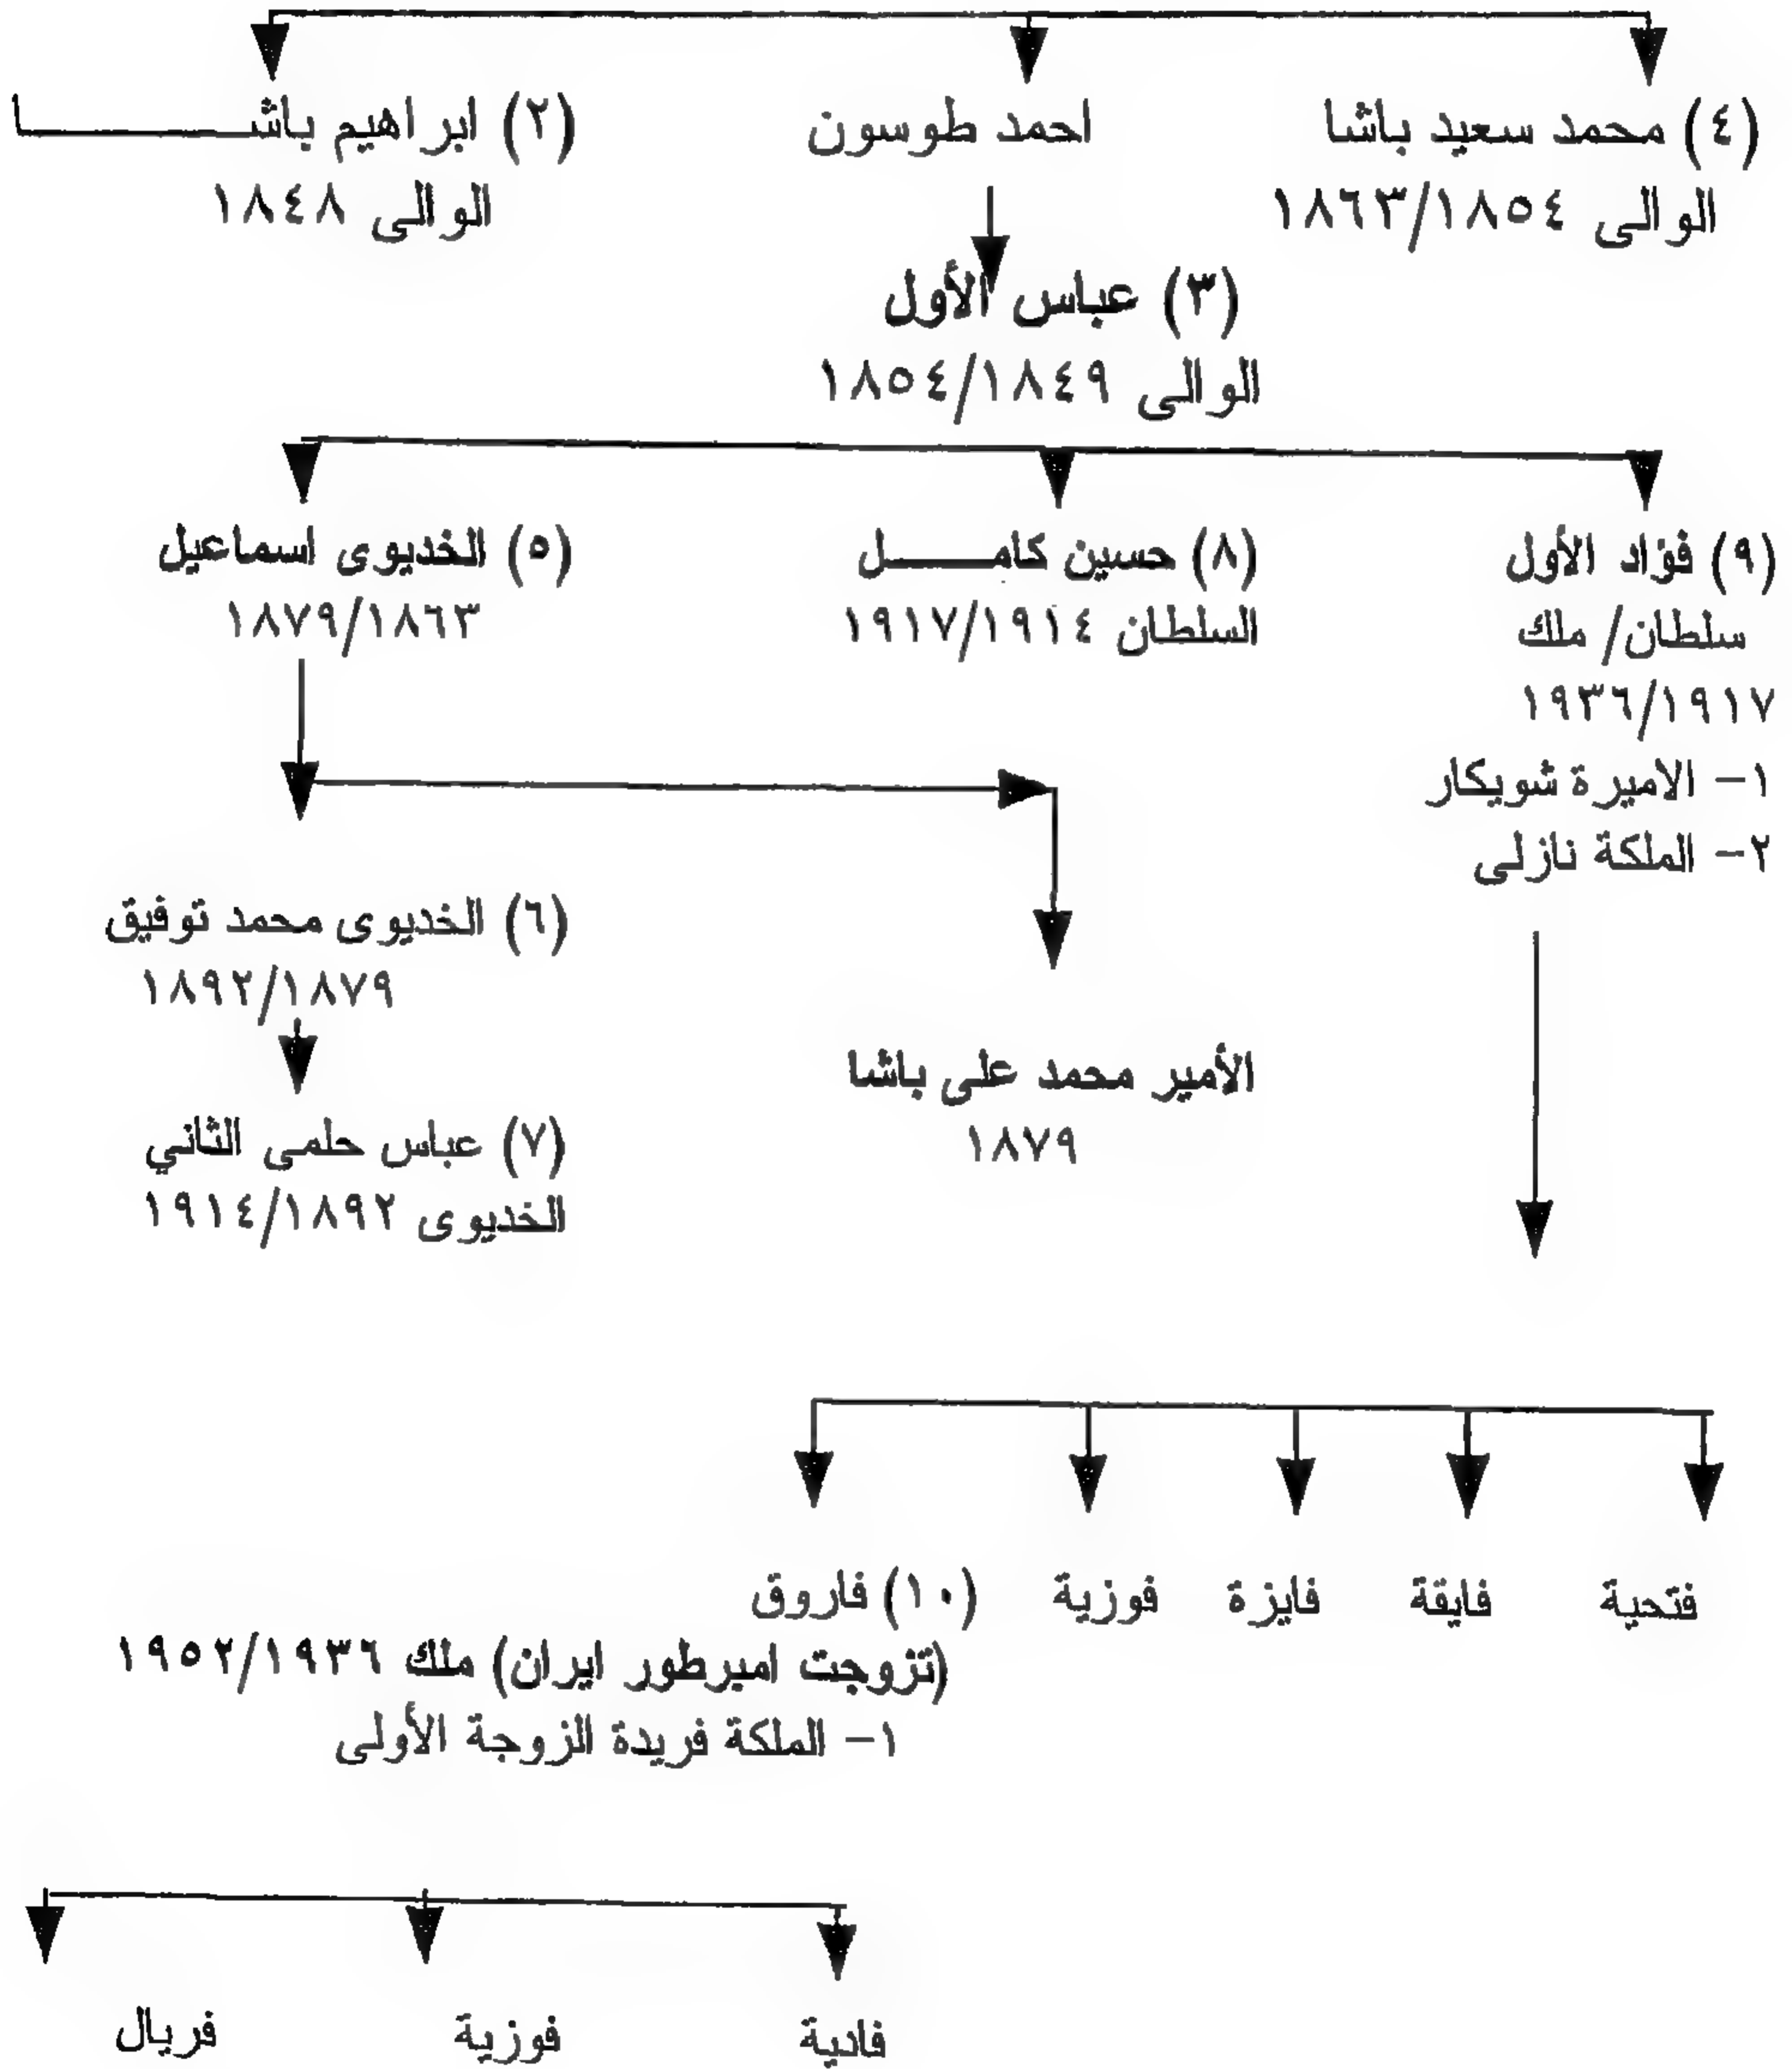 (٤) محمد سعيد باشا
الوالى ١٨٥٤/١٨٦٣
احمد طوسون
(٢) ابراهيم باشا
الوالى ١٨٤٨
(٣) عباس الأول
الوالى ١٨٤٩/١٨٥٤
(٩) فؤاد الأول
سلطان/ ملك
١٩١٧/١٩٣٦
١- الاميرة شويكار
٢- الملكة نازلى
(٨) حسين كامـــــل
السلطان ١٩١٤/١٩١٧
(٥) الخديوى اسماعيل
١٨٦٣/١٨٧٩
(٦) الخديوى محمد توفيق
١٨٧٩/١٨٩٢
الأمير محمد على باشا
١٨٧٩
(٧) عباس حلمى الثاني
الخديوى ١٨٩٢/١٩١٤
فتحية
فايقة
فايزة
فوزية
(١٠) فاروق
(تزوجت امبرطور ايران) ملك ١٩٣٦/١٩٥٢
١- الملكة فريدة الزوجة الأولى
فادية
فوزية
فريال